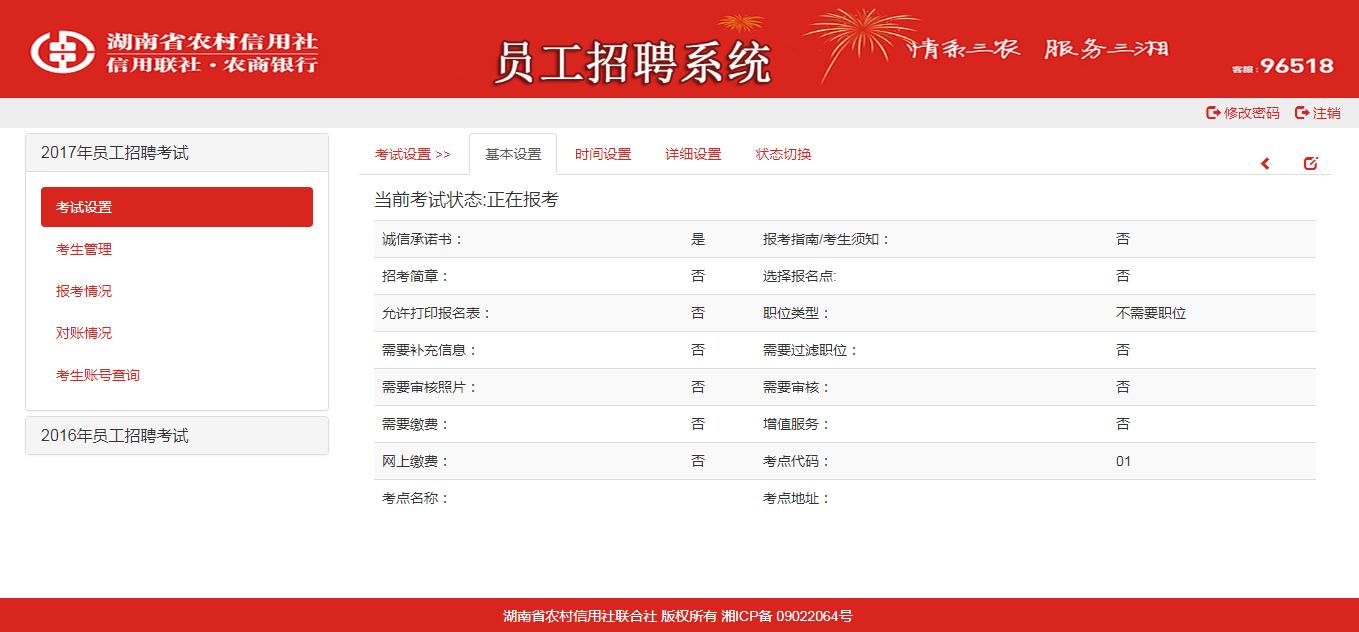 湖南省农村信用社
信用联社·农商银行
员工招聘系统
情系三农 服务三湘
客服:96518
修改密码 注销
2017年员工招聘考试
考试设置
考生管理
报考情况
对账情况
考生账号查询
2016年员工招聘考试
考试设置 >> 基本设置 时间设置 详细设置 状态切换
当前考试状态:正在报考
诚信承诺书： 是 报考指南/考生须知： 否
招考简章： 否 选择报名点: 否
允许打印报名表： 否 职位类型： 不需要职位
需要补充信息： 否 需要过滤职位： 否
需要审核照片： 否 需要审核： 否
需要缴费： 否 增值服务： 否
网上缴费： 否 考点代码： 01
考点名称： 考点地址：
湖南省农村信用社联合社 版权所有 湘ICP备 09022064号